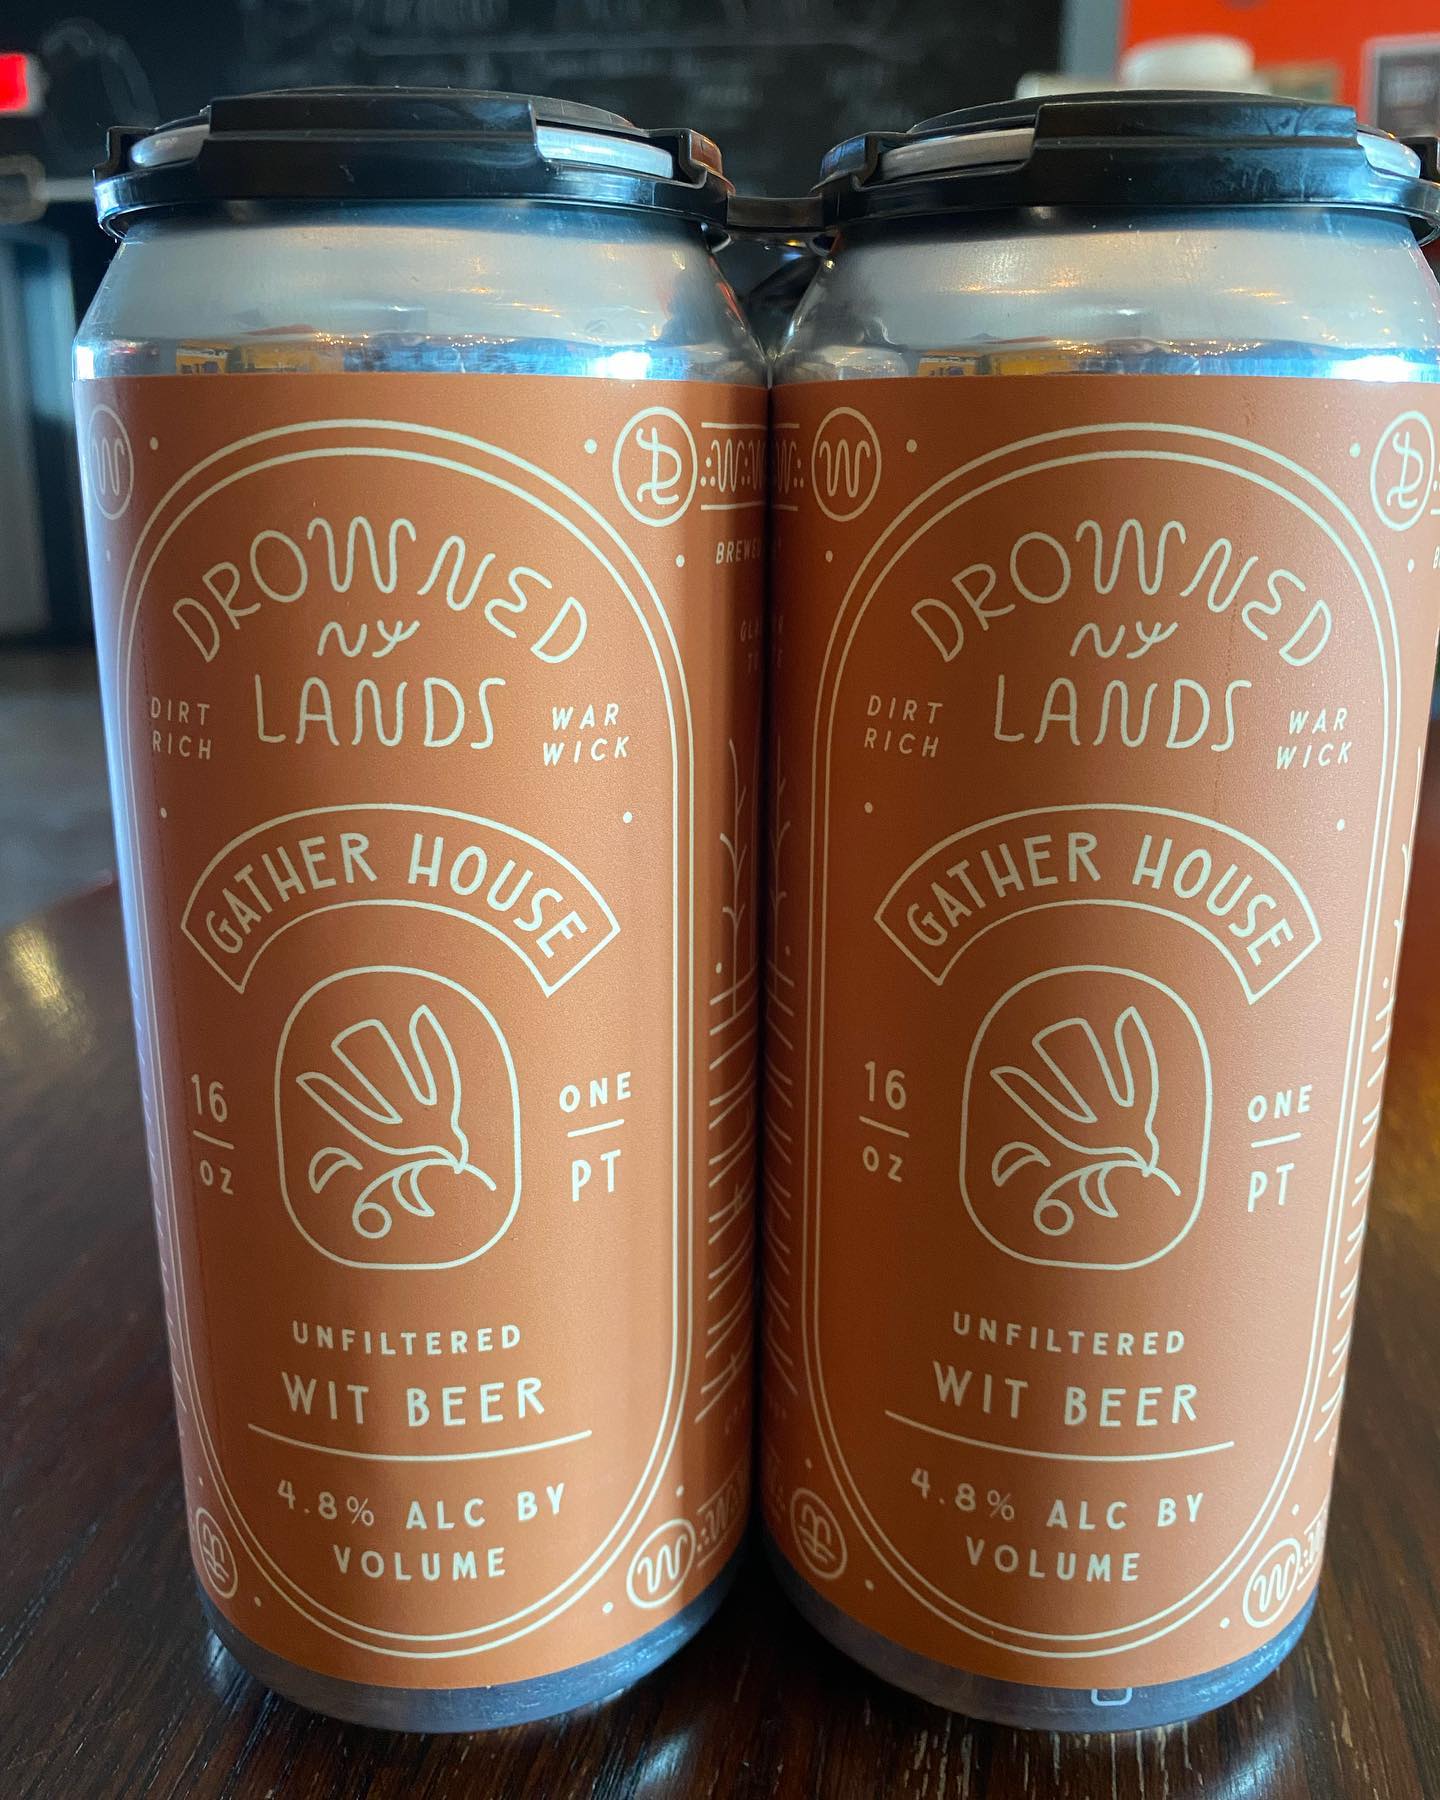 DROWNED
NY
LANDS
DIRT
RICH
WAR
WICK
GATHER HOUSE
16
OZ
ONE
PT
UNFILTERED
WIT BEER
4.8% ALC BY
VOLUME
W
W
BREWED
DROWNED
NY
LANDS
DIRT
RICH
WAR
WICK
GATHER HOUSE
16
OZ
ONE
PT
UNFILTERED
WIT BEER
4.8% ALC BY
VOLUME
W
W